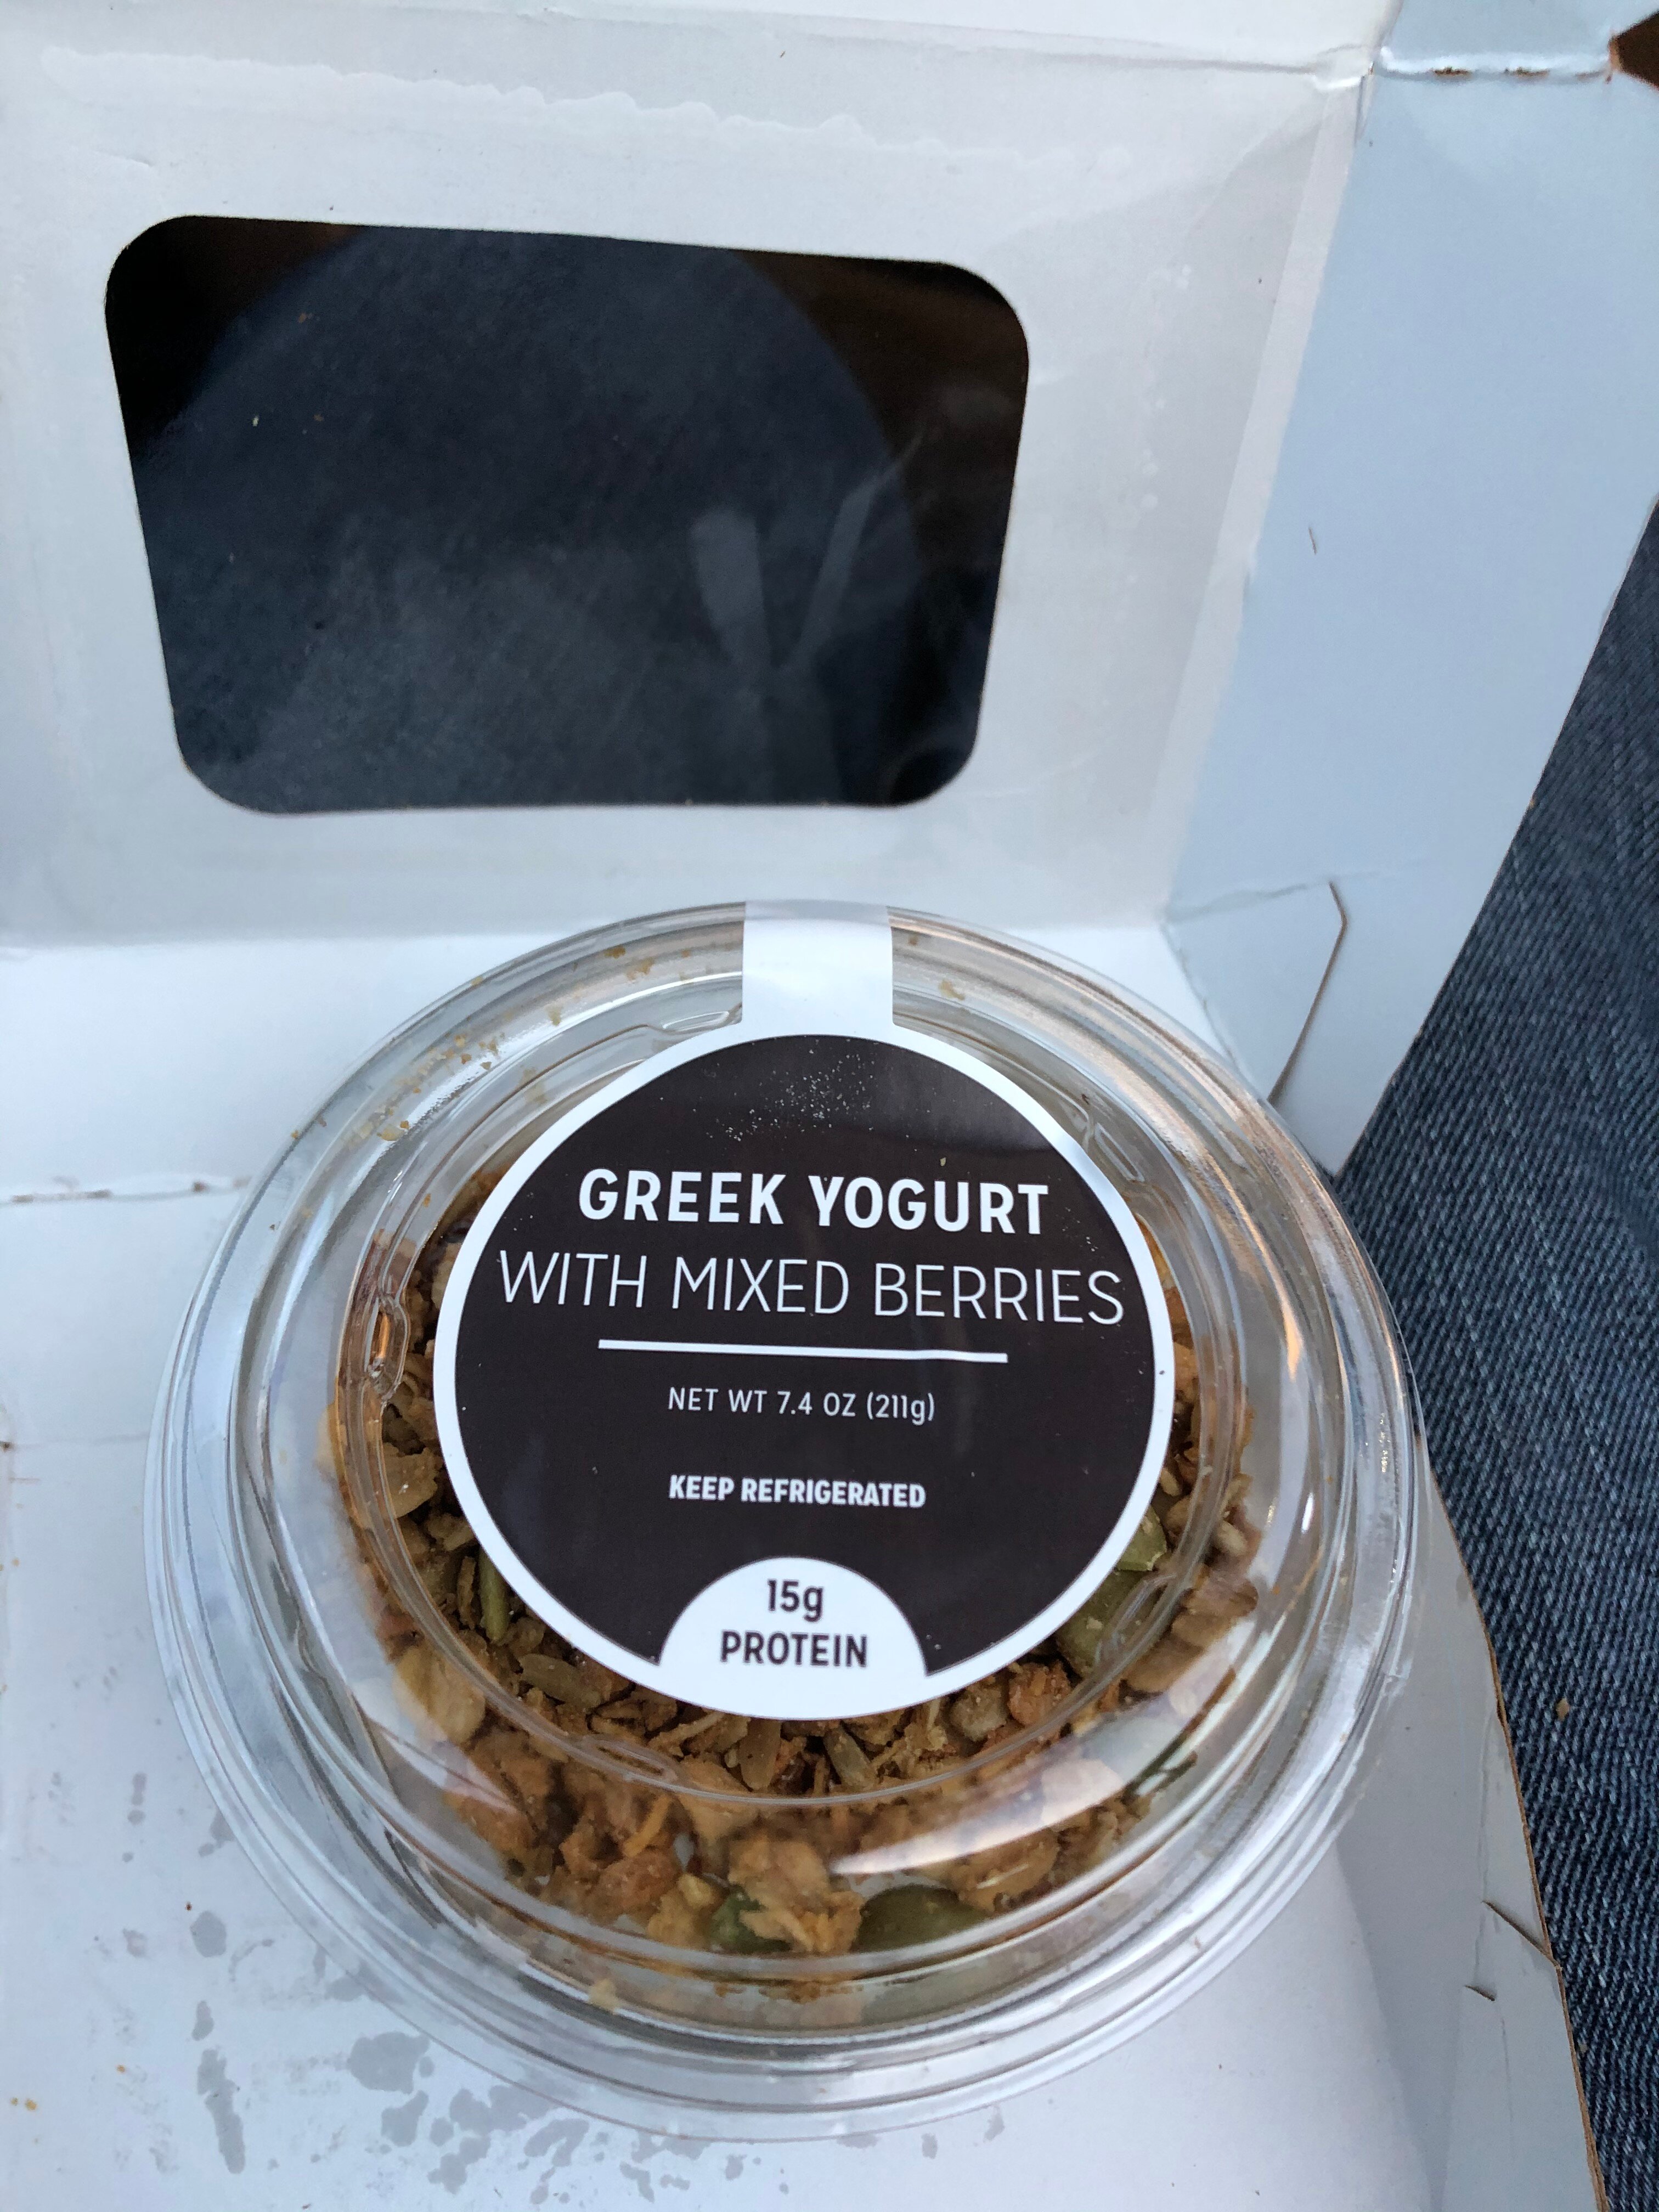 GREEK YOGURT
WITH MIXED BERRIES
NET WT 7.4 OZ (211g)
KEEP REFRIGERATED
15g
PROTEIN